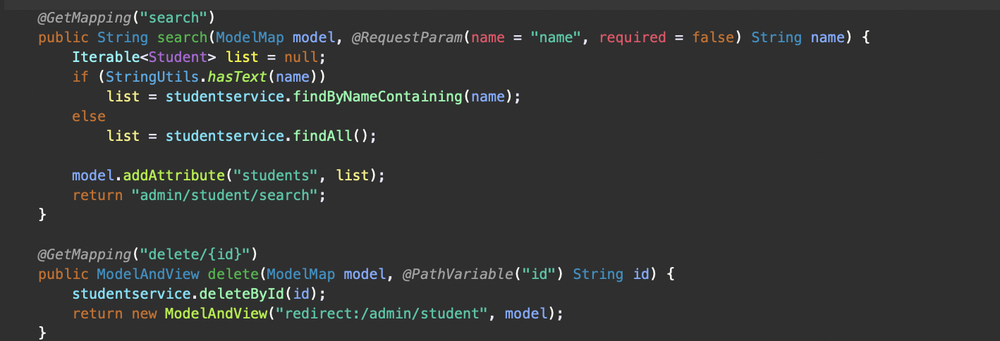 @GetMapping("search")
public String search(ModelMap model, @RequestParam(name = "name", required = false) String name) {
Iterable<Student> list = null;
if (StringUtils.hasText(name))
list = studentservice.findByNameContaining(name);
else
list = studentservice.findAll();
model.addAttribute("students", list);
return "admin/student/search";
}
@GetMapping("delete/{id}")
public ModelAndView delete(ModelMap model, @PathVariable("id") String id) {
studentservice.deleteById(id);
return new ModelAndView("redirect:/admin/student", model);
}